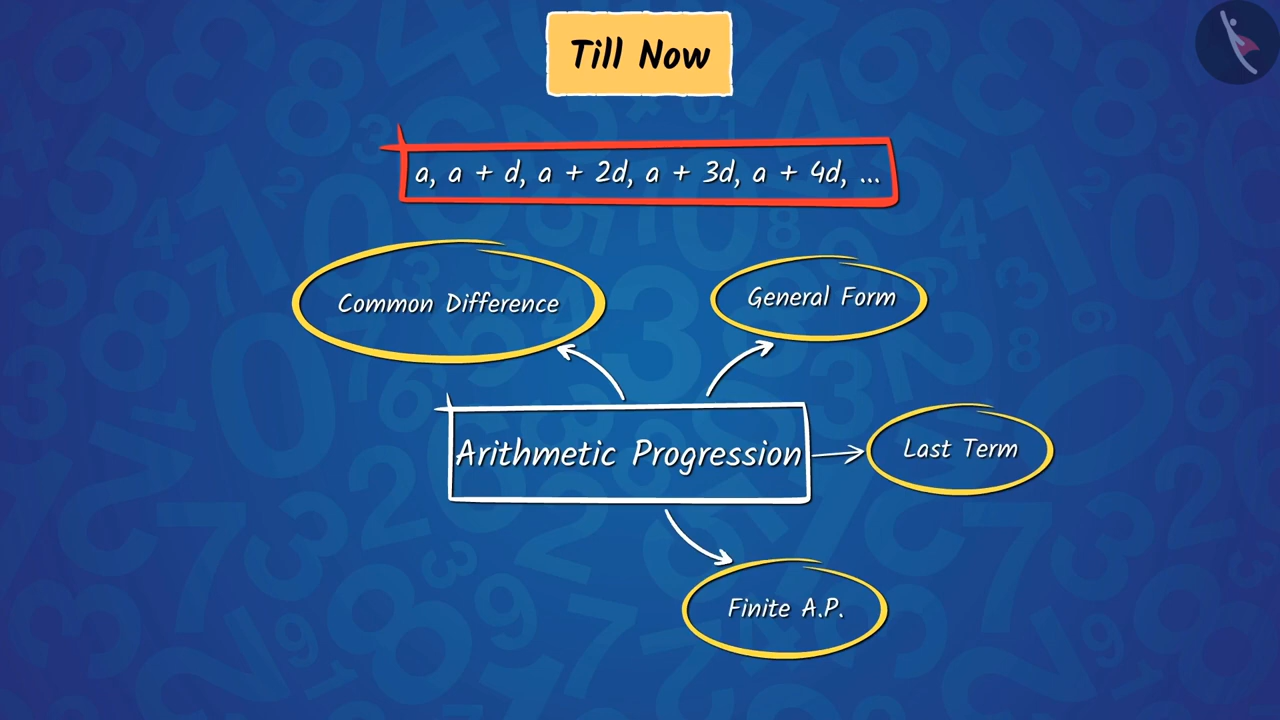 Till Now
a, a + d, a + 2d, a + 3d, a + 4d, ...
Common Difference
General Form
Arithmetic Progression
Last Term
Finite A.P.